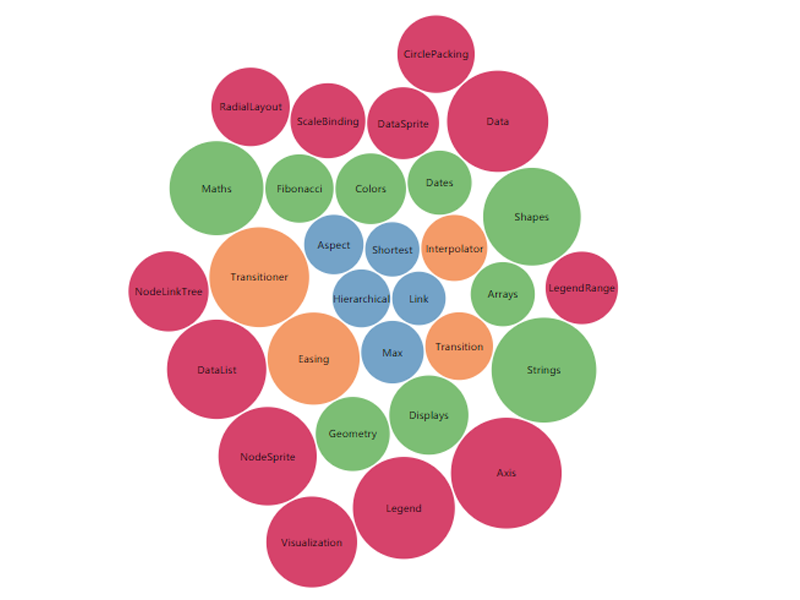 CirclePacking
RadialLayout
ScaleBinding
DataSprite
Data
Maths
Fibonacci
Colors
Dates
Shapes
Aspect
Shortest
Interpolator
Transitioner
NodeLinkTree
Hierarchical
Link
Arrays
LegendRange
Easing
Max
Transition
DataList
Strings
Geometry
Displays
NodeSprite
Axis
Legend
Visualization